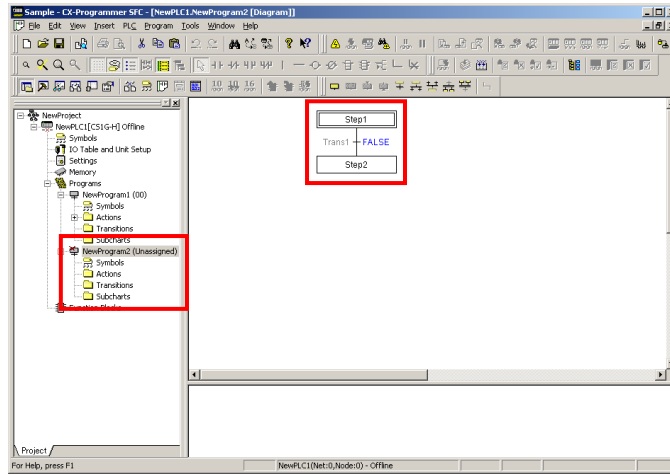 Sample - CX-Programmer SFC - [NewPLC1.NewProgram2 [Diagram]]
File Edit View Insert PLC Program Tools Window Help
NewProject
NewPLC1[CS1G-H] Offline
Symbols
IO Table and Unit Setup
Settings
Memory
Programs
NewProgram1 (00)
Symbols
Actions
Transitions
Subcharts
NewProgram2 (Unassigned)
Symbols
Actions
Transitions
Subcharts
Function Blocks
Step1
Trans1 FALSE
Step2
Project
For Help, press F1
NewPLC1(Net:0,Node:0) - Offline